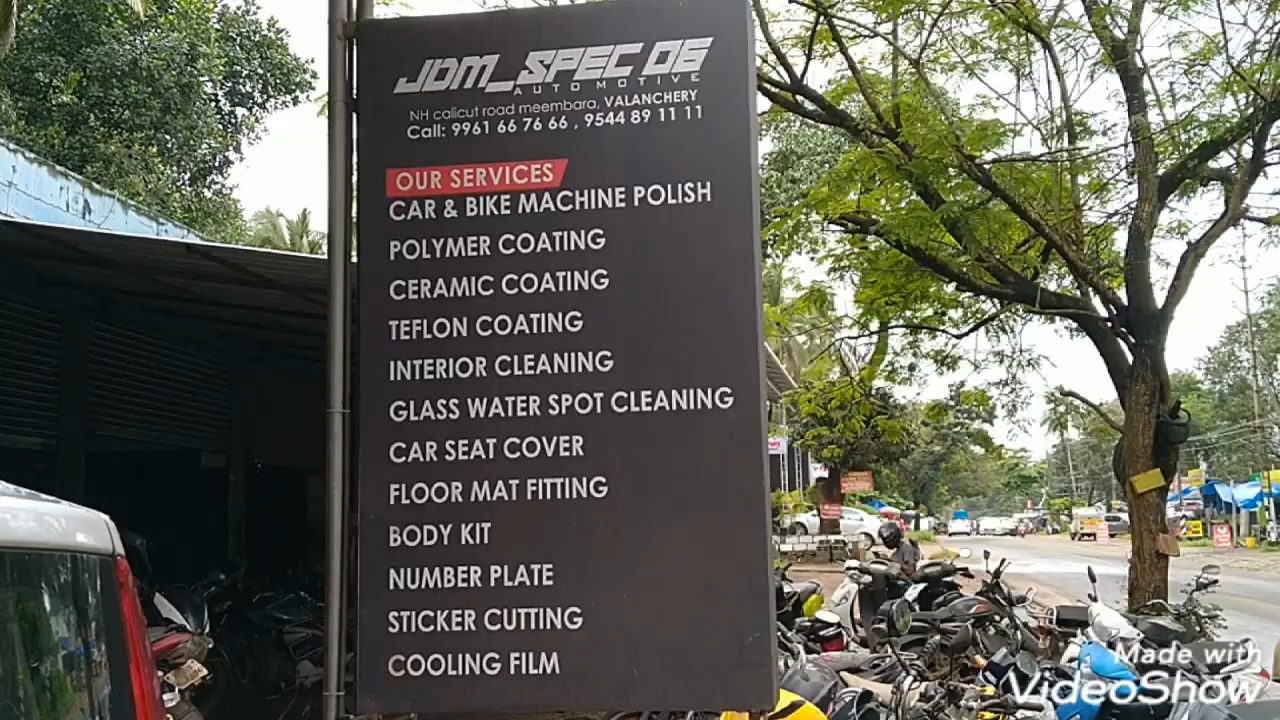 JDM_SPEC 06
AUTOMOTIVE
NH calicut road meembara, VALANCHERY
Call: 9961 66 76 66 , 9544 89 11 11
OUR SERVICES
CAR & BIKE MACHINE POLISH
POLYMER COATING
CERAMIC COATING
TEFLON COATING
INTERIOR CLEANING
GLASS WATER SPOT CLEANING
CAR SEAT COVER
FLOOR MAT FITTING
BODY KIT
NUMBER PLATE
STICKER CUTTING
COOLING FILM
Made with
VideoShow